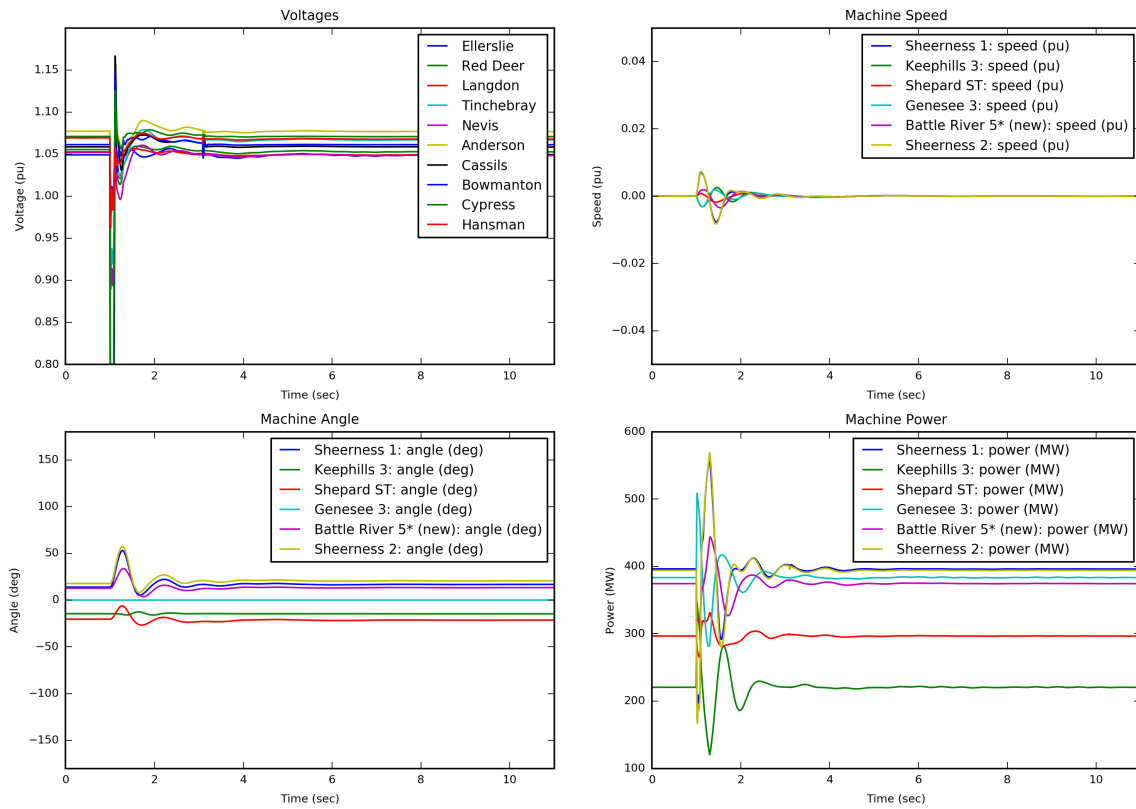 Voltages
Voltage (pu)
1.15
1.10
1.05
1.00
0.95
0.90
0.85
0.80
0 2 4 6 8 10
Time (sec)
Ellerslie
Red Deer
Langdon
Tinchebray
Nevis
Anderson
Cassils
Bowmanton
Cypress
Hansman
Machine Speed
Speed (pu)
0.04
0.02
0.00
−0.02
−0.04
0 2 4 6 8 10
Time (sec)
Sheerness 1: speed (pu)
Keephills 3: speed (pu)
Shepard ST: speed (pu)
Genesee 3: speed (pu)
Battle River 5* (new): speed (pu)
Sheerness 2: speed (pu)
Machine Angle
Angle (deg)
150
100
50
0
−50
−100
−150
0 2 4 6 8 10
Time (sec)
Sheerness 1: angle (deg)
Keephills 3: angle (deg)
Shepard ST: angle (deg)
Genesee 3: angle (deg)
Battle River 5* (new): angle (deg)
Sheerness 2: angle (deg)
Machine Power
Power (MW)
600
500
400
300
200
100
0 2 4 6 8 10
Time (sec)
Sheerness 1: power (MW)
Keephills 3: power (MW)
Shepard ST: power (MW)
Genesee 3: power (MW)
Battle River 5* (new): power (MW)
Sheerness 2: power (MW)